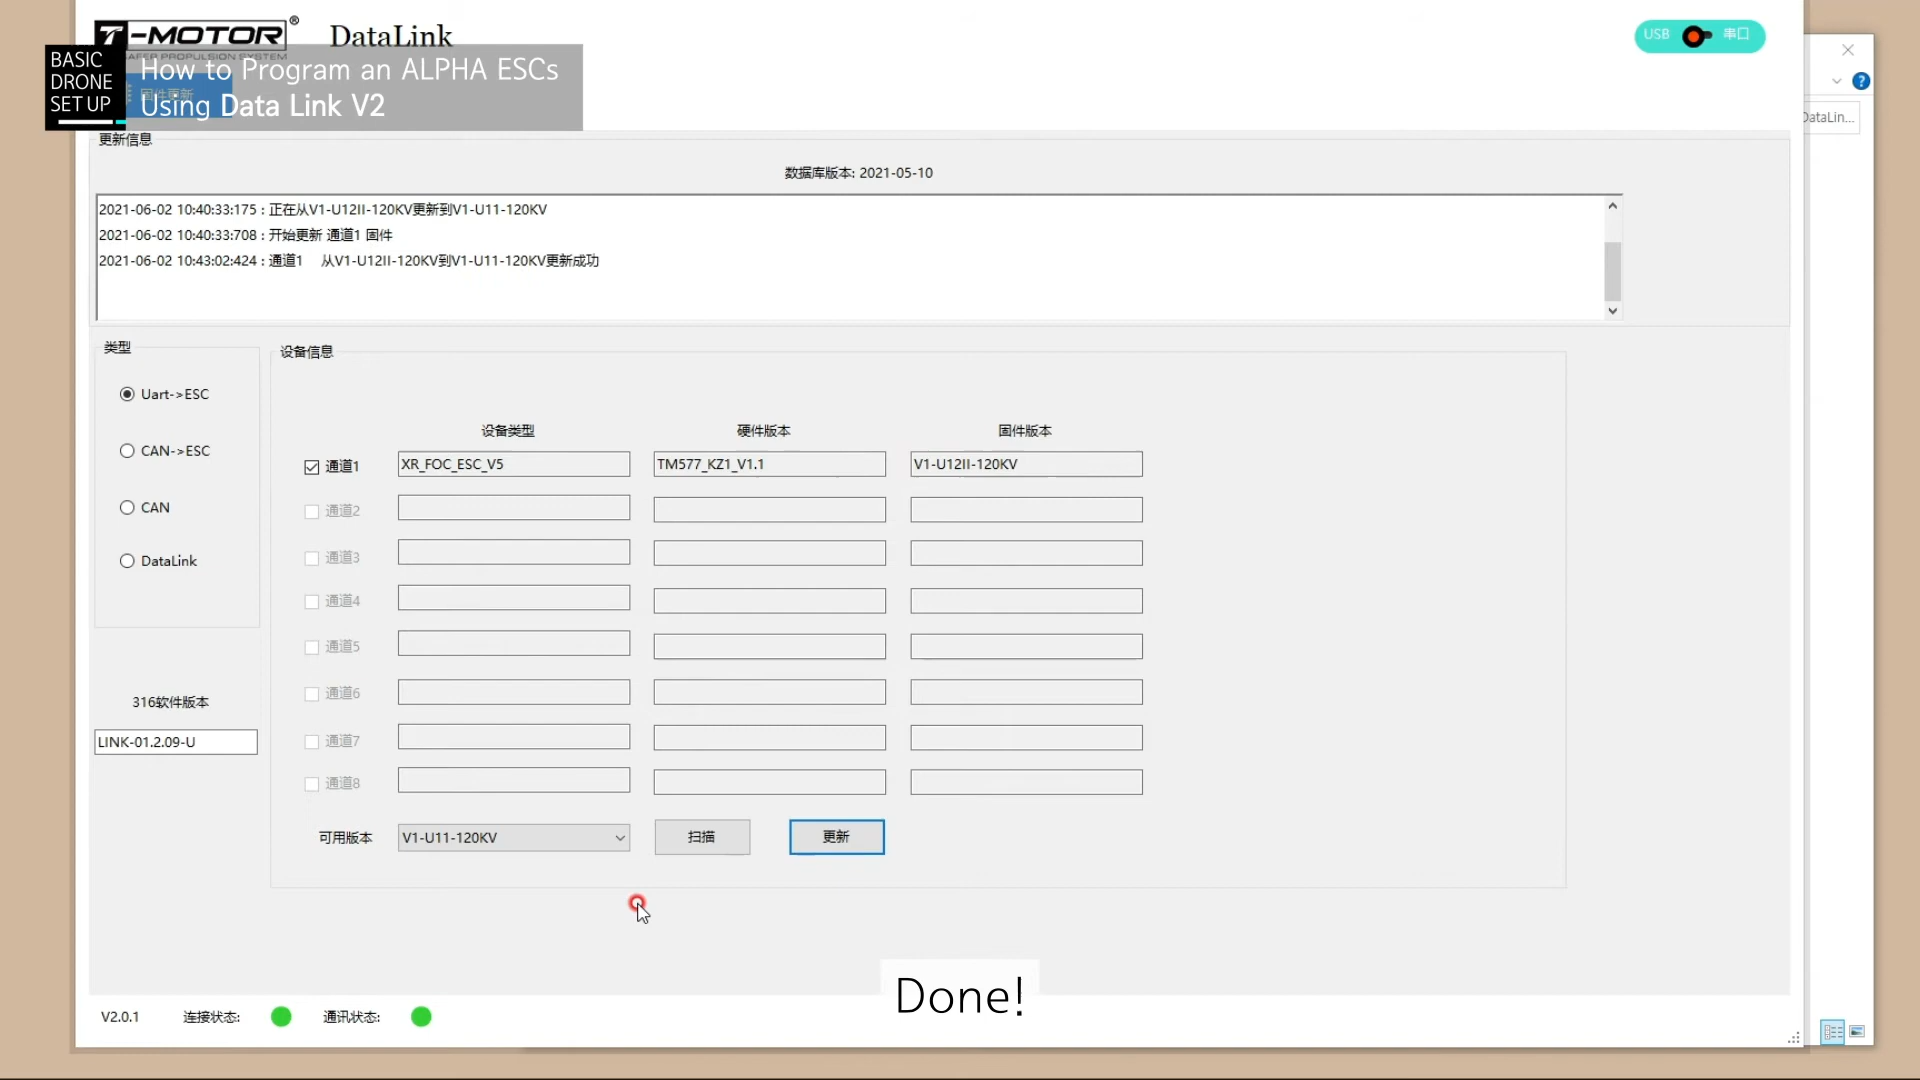 T-MOTOR®
DataLink
USB
串口
SAFER PROPULSION SYSTEM
BASIC
DRONE
SET UP
How to Program an ALPHA ESCs
Using Data Link V2
固件更新
DataLin...
更新信息
数据库版本: 2021-05-10
2021-06-02 10:40:33:175 : 正在从V1-U12II-120KV更新到V1-U11-120KV
2021-06-02 10:40:33:708 : 开始更新 通道1 固件
2021-06-02 10:43:02:424 : 通道1 从V1-U12II-120KV到V1-U11-120KV更新成功
类型
Uart->ESC
CAN->ESC
CAN
DataLink
316软件版本
LINK-01.2.09-U
设备信息
设备类型 硬件版本 固件版本
通道1 XR_FOC_ESC_V5 TM577_KZ1_V1.1 V1-U12II-120KV
通道2
通道3
通道4
通道5
通道6
通道7
通道8
可用版本 V1-U11-120KV 扫描 更新
Done!
V2.0.1 连接状态: 通讯状态: